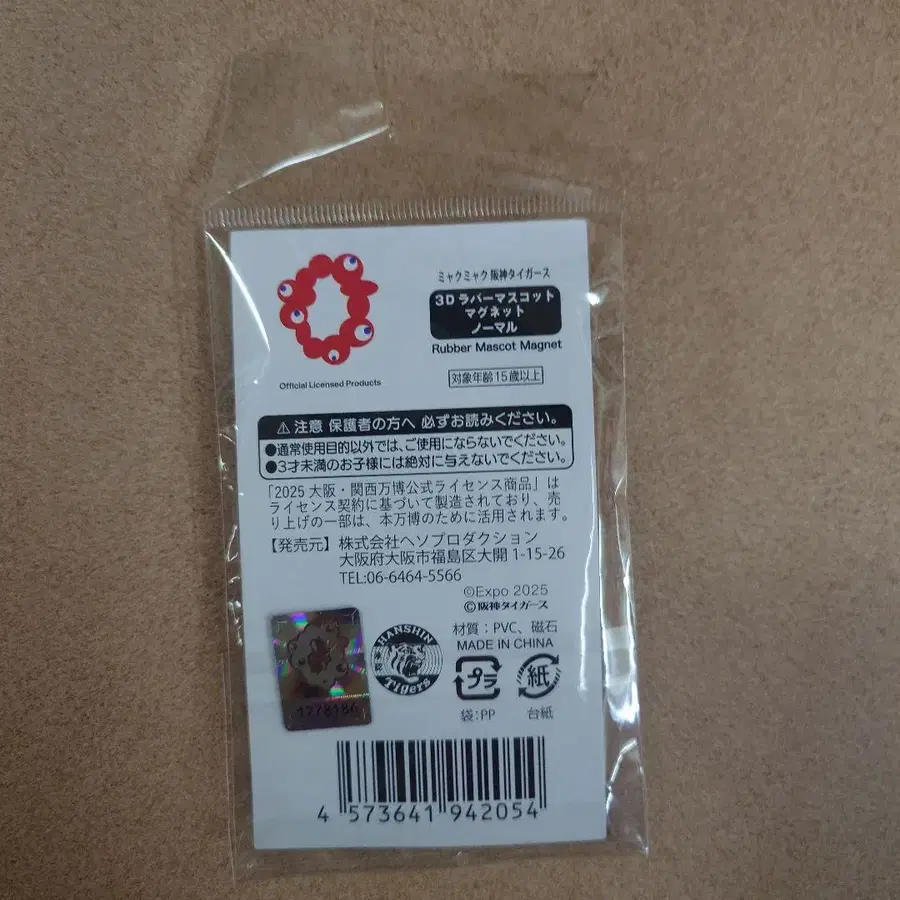 Official Licensed Products
ミャクミャク 阪神タイガース
3Dラバーマスコット
マグネット
ノーマル
Rubber Mascot Magnet
対象年齢15歳以上
⚠注意 保護者の方へ 必ずお読みください。
●通常使用目的以外では、ご使用にならないでください。
●3才未満のお子様には絶対に与えないでください。
「2025 大阪・関西万博公式ライセンス商品」は
ライセンス契約に基づいて製造されており、売
り上げの一部は、本万博のために活用されます。
【発売元】株式会社ヘソプロダクション
大阪府大阪市福島区大開 1-15-26
TEL:06-6464-5566
©Expo 2025
©阪神タイガース
材質：PVC、磁石
MADE IN CHINA
HANSHIN
Tigers
プラ
袋:PP
紙
台紙
1278186
4 573641 942054